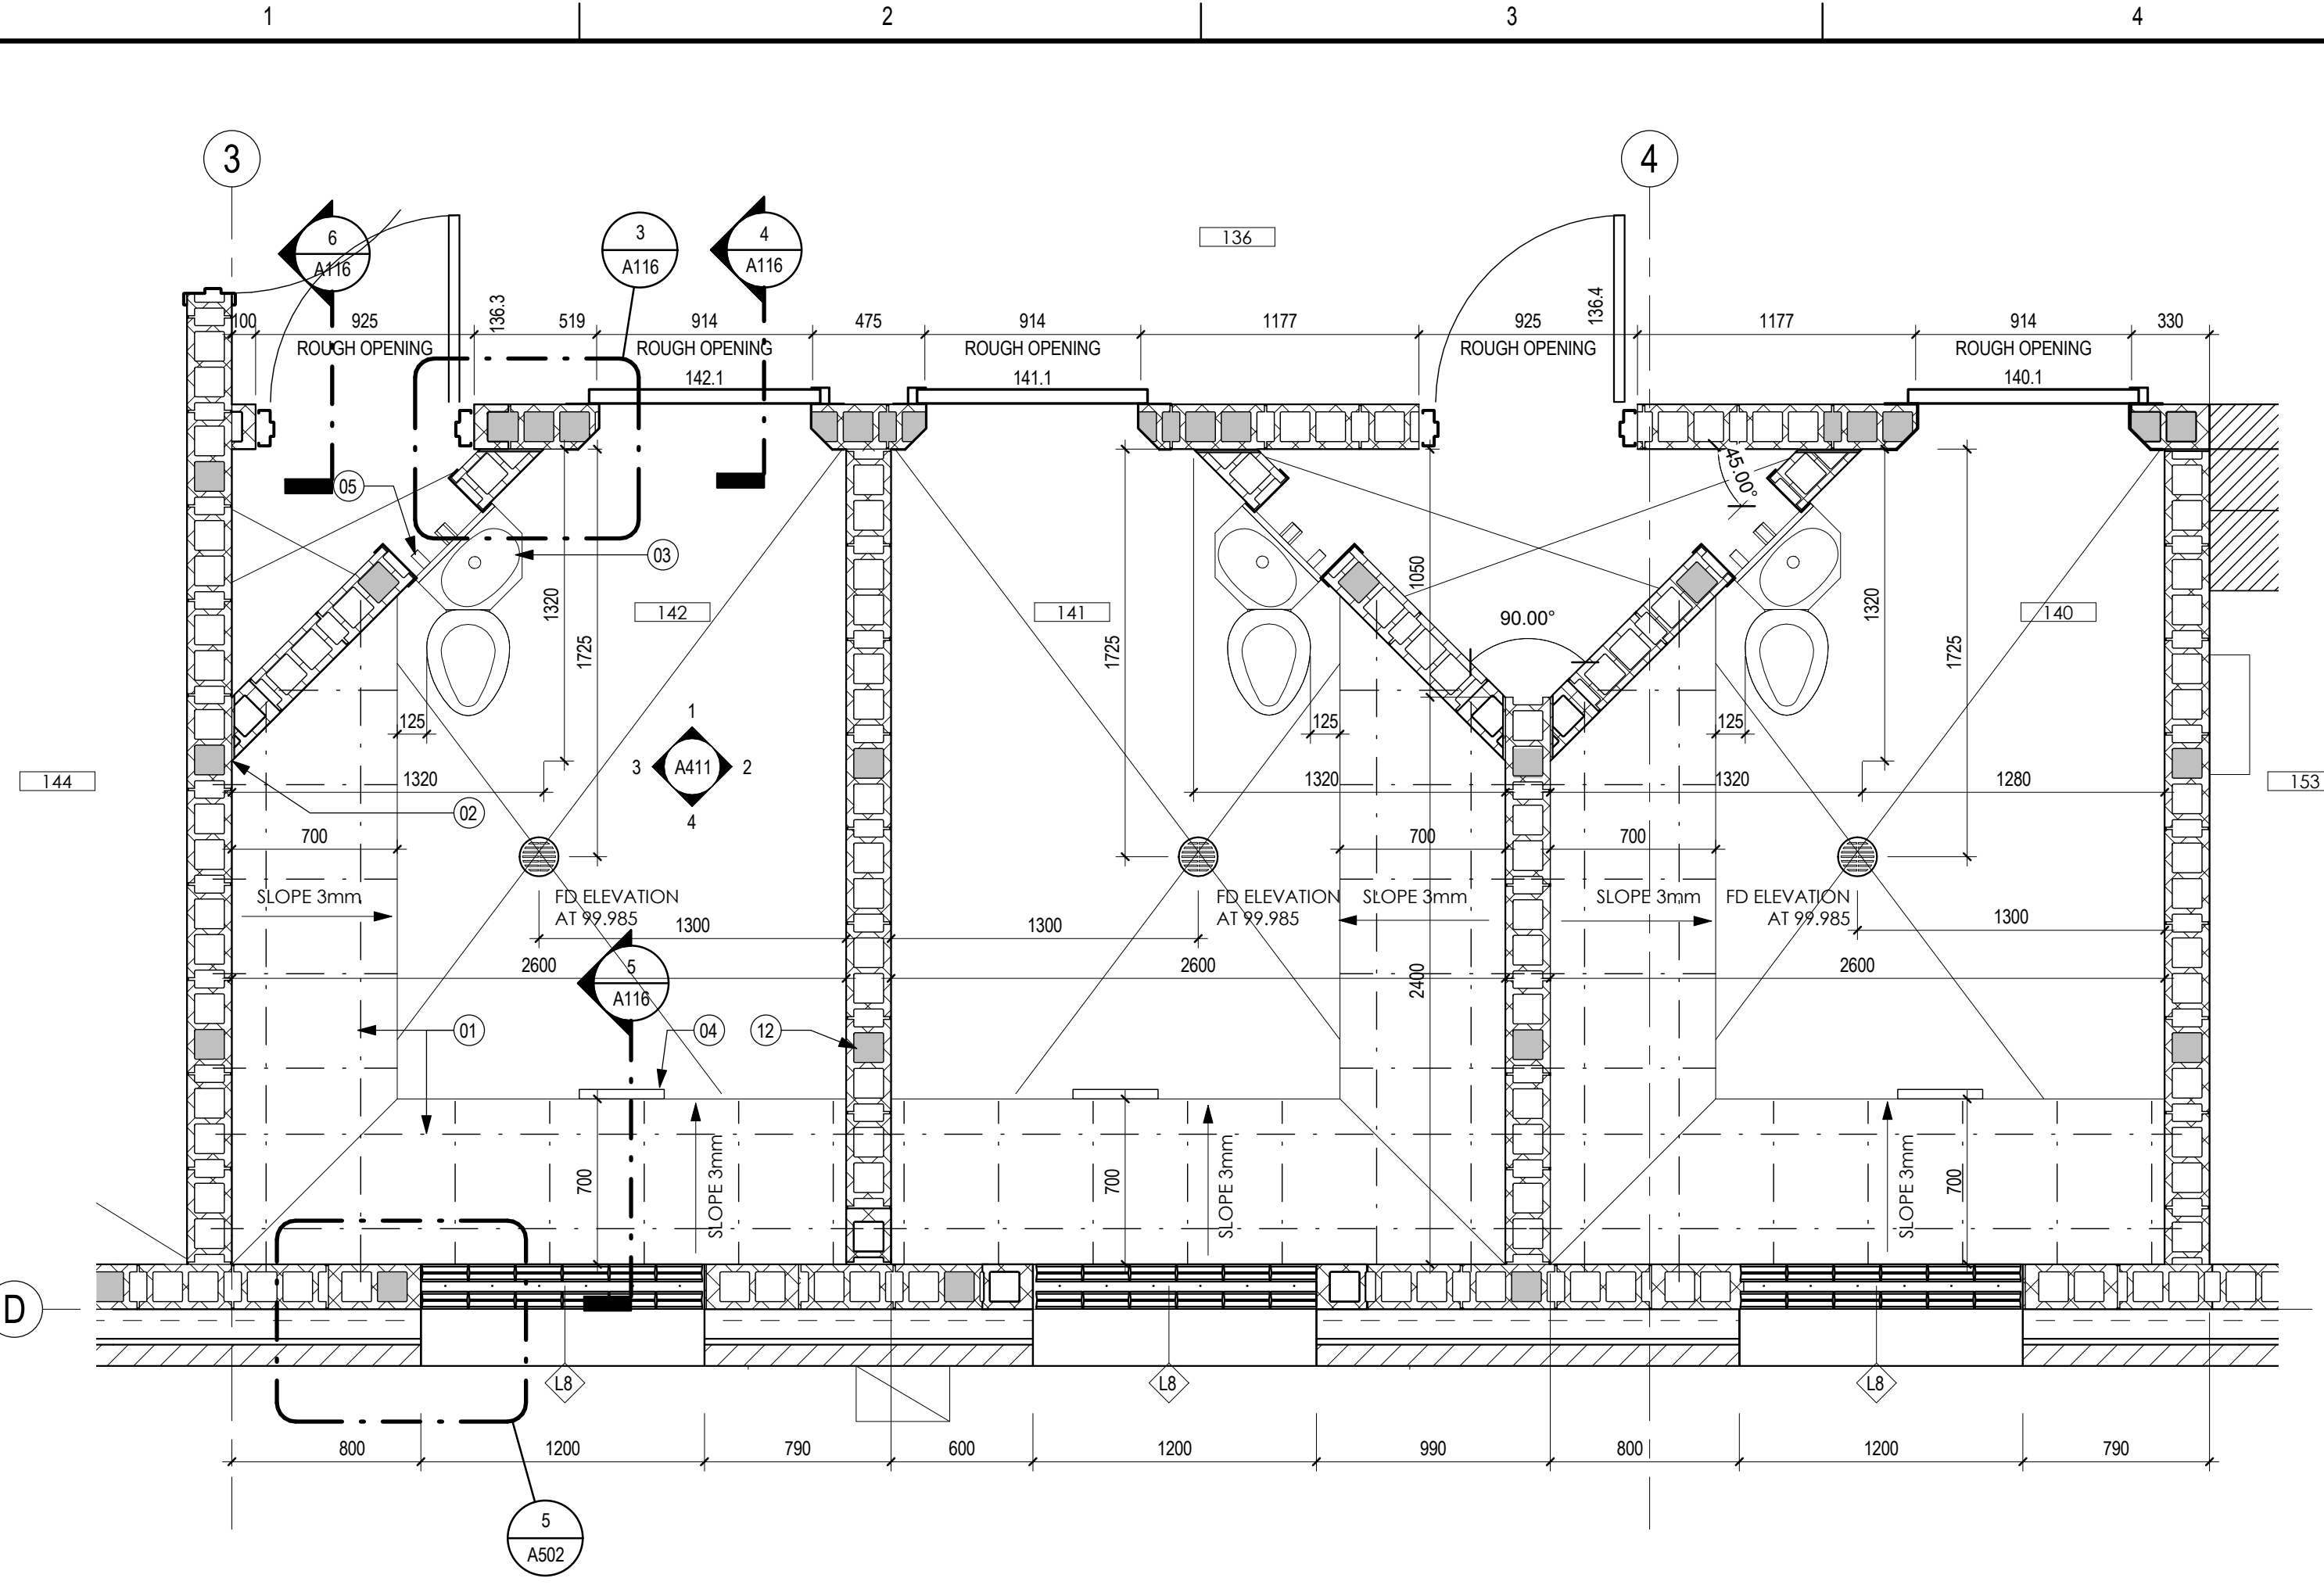 1 2 3 4
3 4
6 3 4 136
A116 A116 A116
136.3 136.4
100 925 519 914 475 914 1177 925 1177 914 330
ROUGH OPENING ROUGH OPENING ROUGH OPENING ROUGH OPENING ROUGH OPENING
142.1 141.1 140.1
05 45.00°
03
1050
1320 142 141 90.00° 1320 140
1725 1725 1725
125 125 125
1
3 A411 2
4
144 1320 1320 1320 1280 153
02
700 700 700
SLOPE 3mm FD ELEVATION FD ELEVATION SLOPE 3mm SLOPE 3mm FD ELEVATION
AT 99.985 AT 99.985 AT 99.985
1300 1300 1300
2600 2600 2600
5 2400
A116
01 04 12
700 SLOPE 3mm 700 SLOPE 3mm SLOPE 3mm 700
D
L8 L8 L8
800 1200 790 600 1200 990 800 1200 790
5
A502